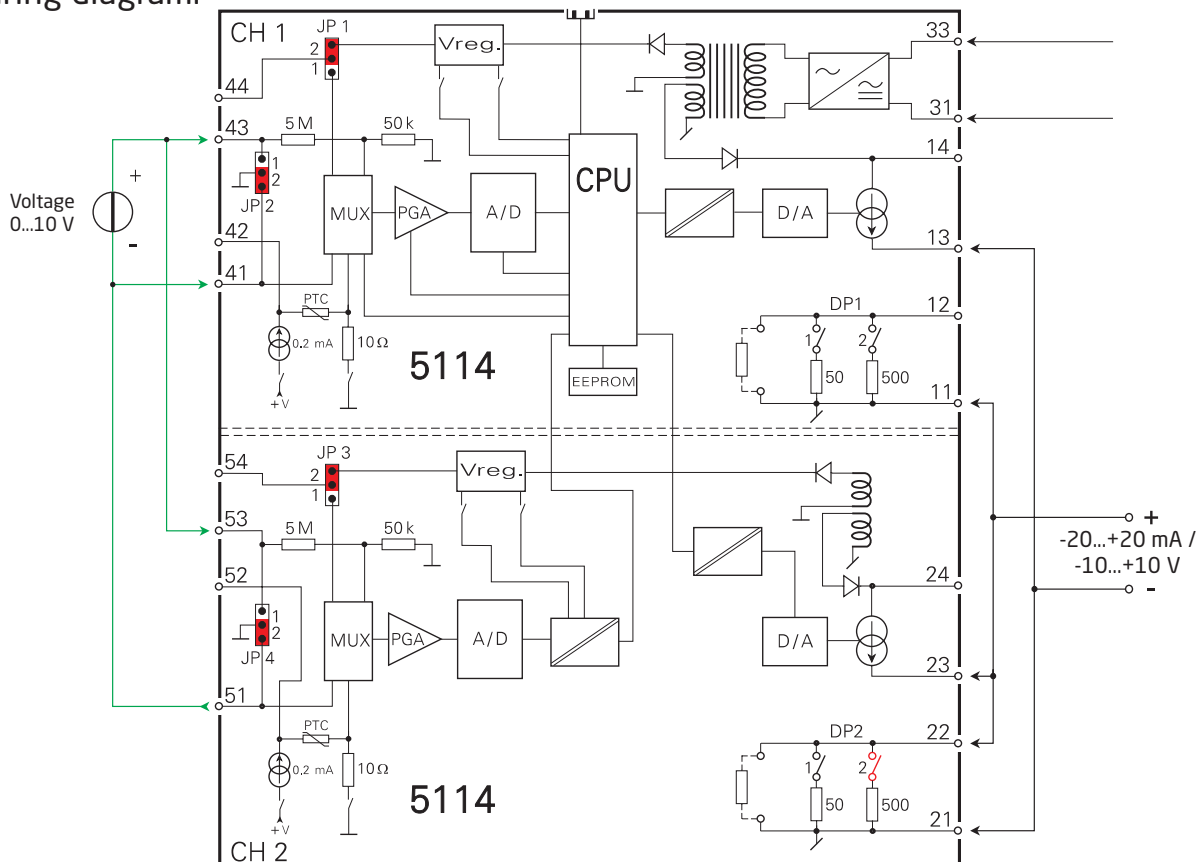 CH 1
JP 1
2
1
Vreg.
33
44
31
43
5 M
50 k
14
1
2
JP 2
CPU
+
Voltage
0...10 V
-
MUX
PGA
A/D
D/A
42
13
41
PTC
DP1
12
0.2 mA
10Ω
5114
1
2
50
500
+V
EEPROM
11
JP 3
54
2
1
Vreg.
53
5 M
50 k
+
-20...+20 mA /
-10...+10 V
-
52
24
1
2
JP 4
MUX
PGA
A/D
D/A
51
23
PTC
DP2
22
0.2 mA
10Ω
5114
1
2
50
500
+V
21
CH 2